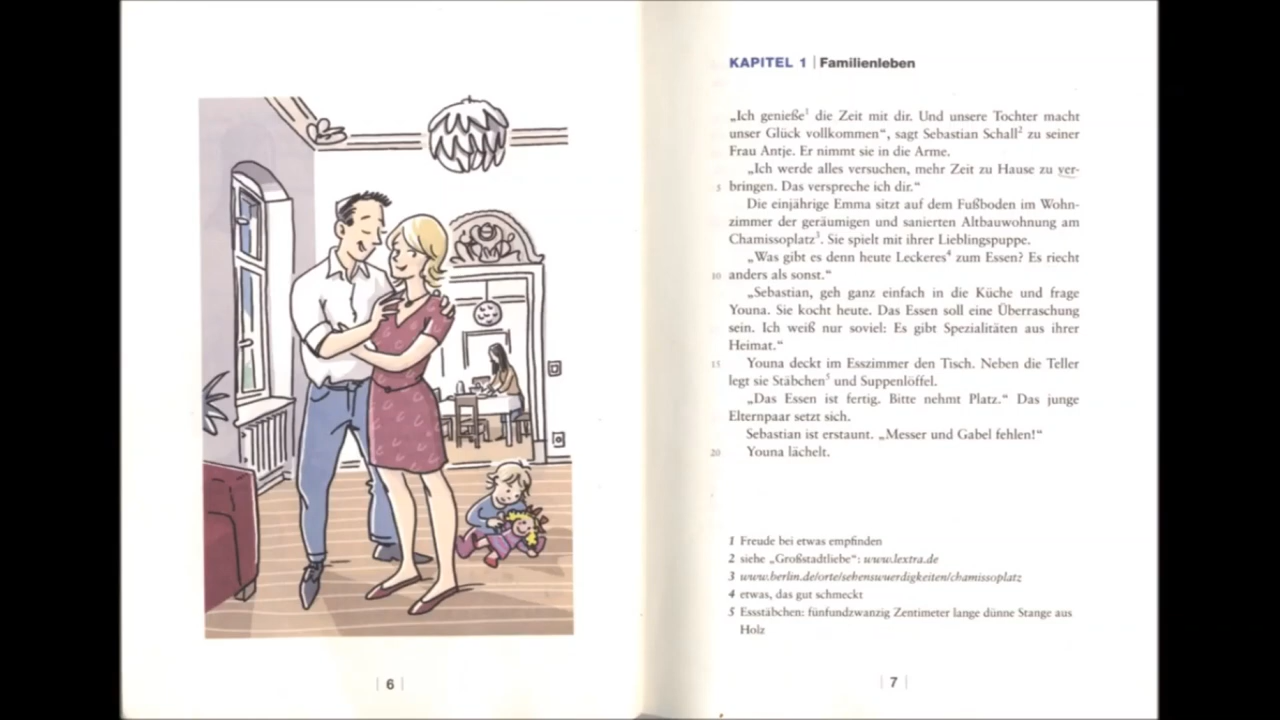 KAPITEL 1 | Familienleben
„Ich genieße¹ die Zeit mit dir. Und unsere Tochter macht
unser Glück vollkommen“, sagt Sebastian Schall² zu seiner
Frau Antje. Er nimmt sie in die Arme.
„Ich werde alles versuchen, mehr Zeit zu Hause zu ver-
5 bringen. Das verspreche ich dir.“
Die einjährige Emma sitzt auf dem Fußboden im Wohn-
zimmer der geräumigen und sanierten Altbauwohnung am
Chamissoplatz³. Sie spielt mit ihrer Lieblingspuppe.
„Was gibt es denn heute Leckeres⁴ zum Essen? Es riecht
10 anders als sonst.“
„Sebastian, geh ganz einfach in die Küche und frage
Youna. Sie kocht heute. Das Essen soll eine Überraschung
sein. Ich weiß nur soviel: Es gibt Spezialitäten aus ihrer
Heimat.“
15 Youna deckt im Esszimmer den Tisch. Neben die Teller
legt sie Stäbchen⁵ und Suppenlöffel.
„Das Essen ist fertig. Bitte nehmt Platz.“ Das junge
Elternpaar setzt sich.
Sebastian ist erstaunt. „Messer und Gabel fehlen!“
20 Youna lächelt.
1 Freude bei etwas empfinden
2 siehe „Großstadtliebe“: www.lextra.de
3 www.berlin.de/orte/sehenswuerdigkeiten/chamissoplatz
4 etwas, das gut schmeckt
5 Essstäbchen: fünfundzwanzig Zentimeter lange dünne Stange aus
Holz
| 6 |
| 7 |